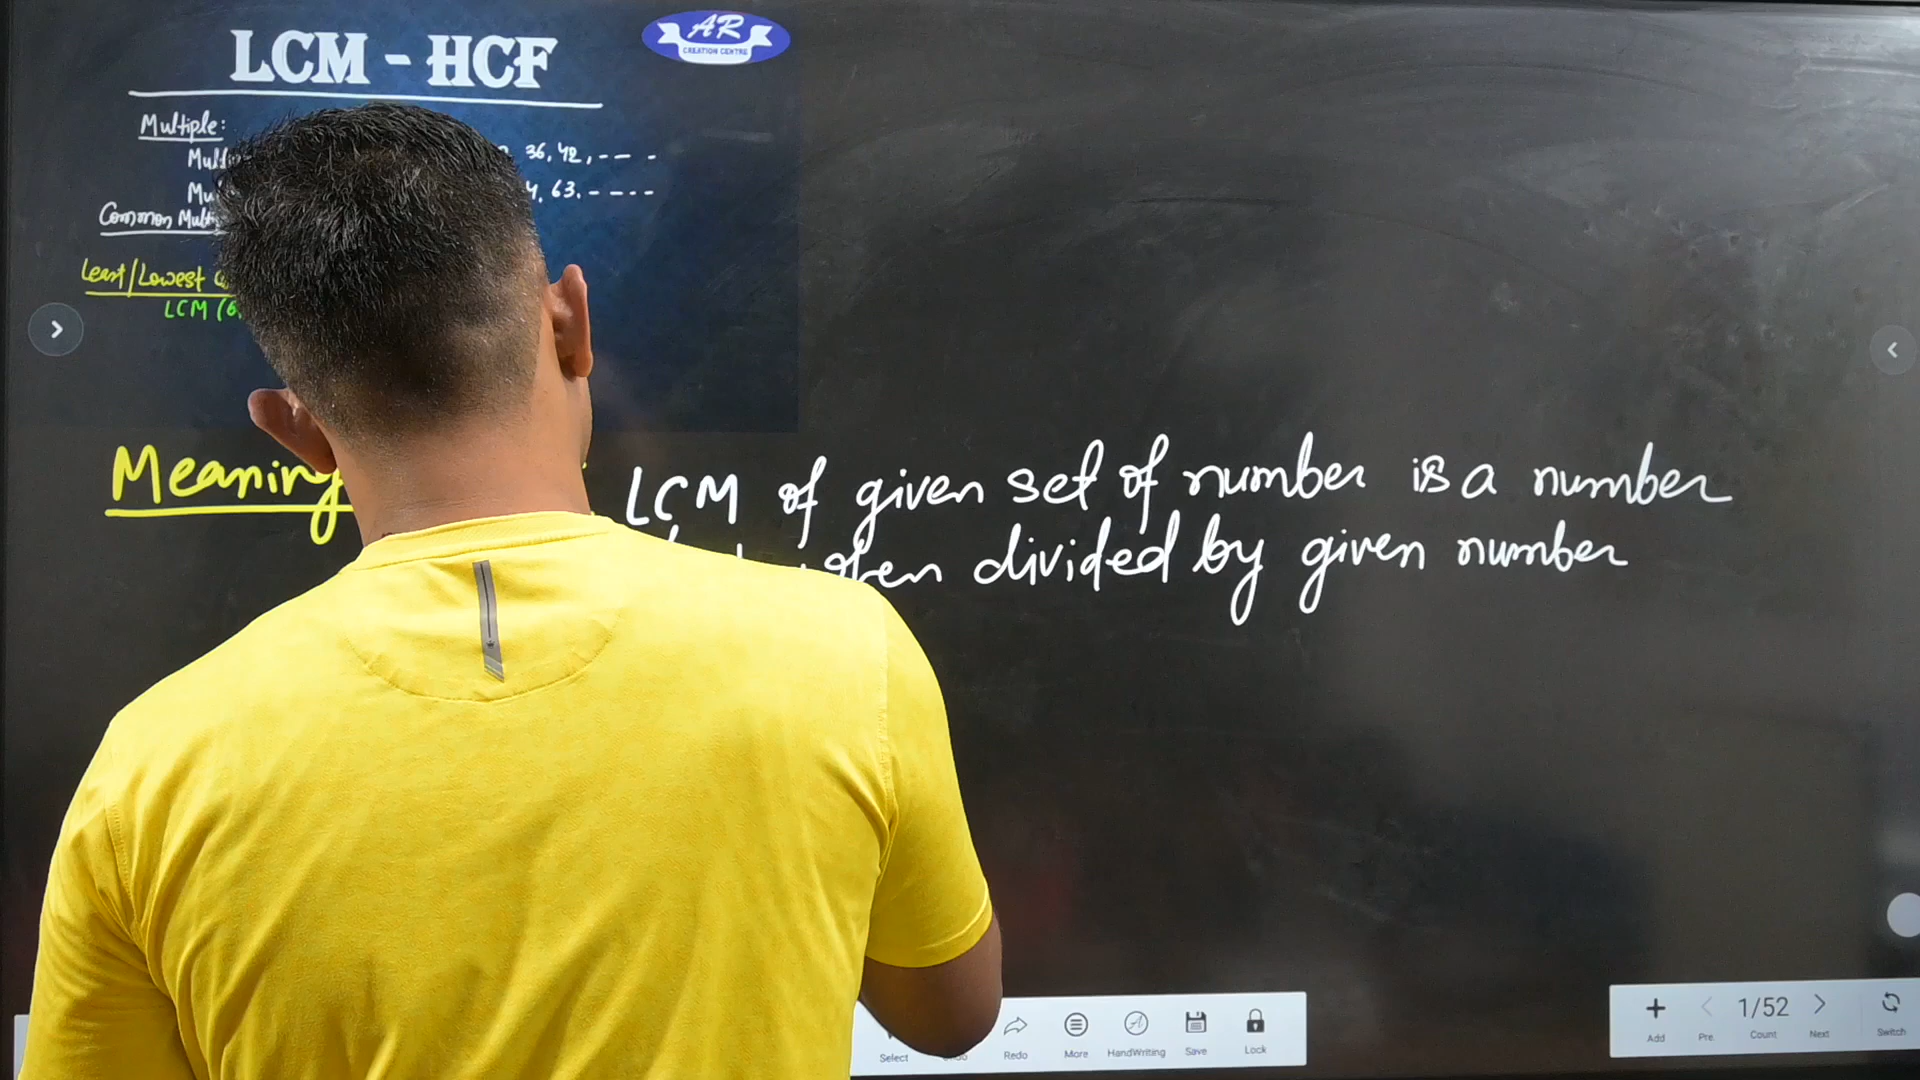 LCM - HCF
AR
CREATION CENTRE
Multiple:
36, 42, ----
63, ----
Common
Least/Lowest
LCM (6,
Meaning
LCM of given set of number is a number
when divided by given number
Select
Redo
More
HandWriting
Save
Lock
Add
Pre.
1/52
Count
Next
Switch